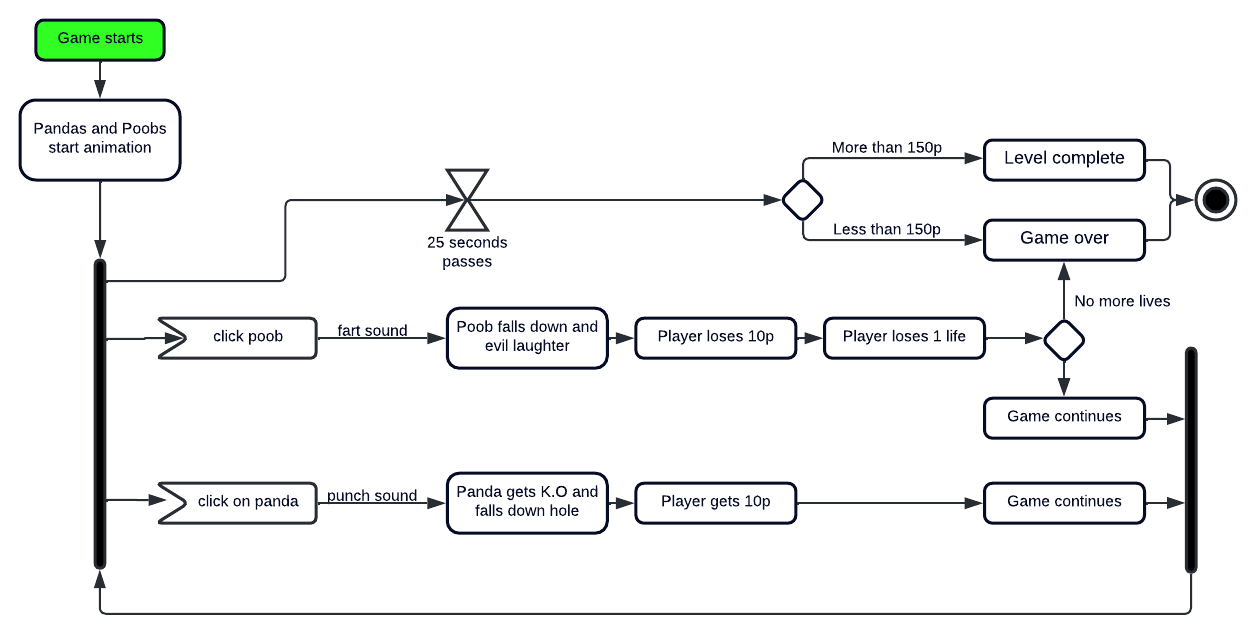 Game starts
Pandas and Poobs
start animation
25 seconds
passes
More than 150p
Level complete
Less than 150p
Game over
No more lives
click poob
fart sound
Poob falls down and
evil laughter
Player loses 10p
Player loses 1 life
Game continues
click on panda
punch sound
Panda gets K.O and
falls down hole
Player gets 10p
Game continues